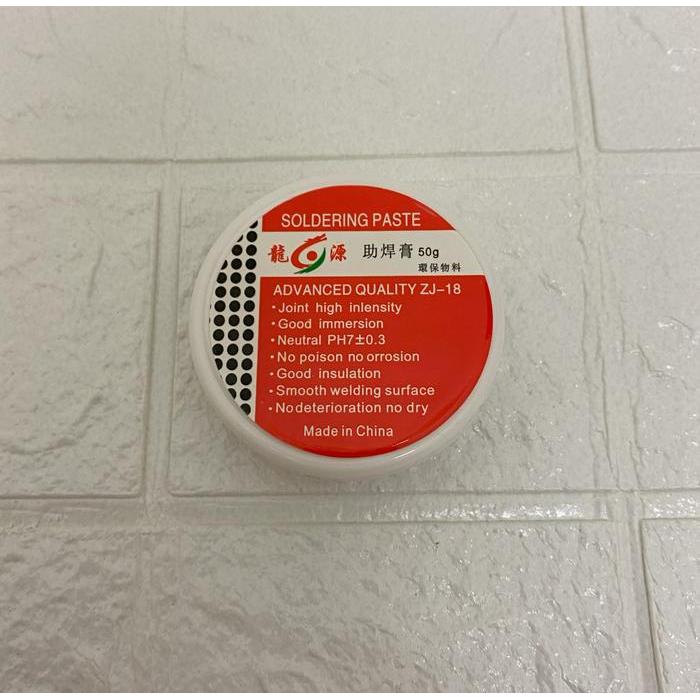 SOLDERING PASTE
龍 源 助焊膏 50g
環保物料
ADVANCED QUALITY ZJ-18
·Joint high inlensity
·Good immersion
·Neutral PH7±0.3
·No poison no orrosion
·Good insulation
·Smooth welding surface
·No deterioration no dry
Made in China